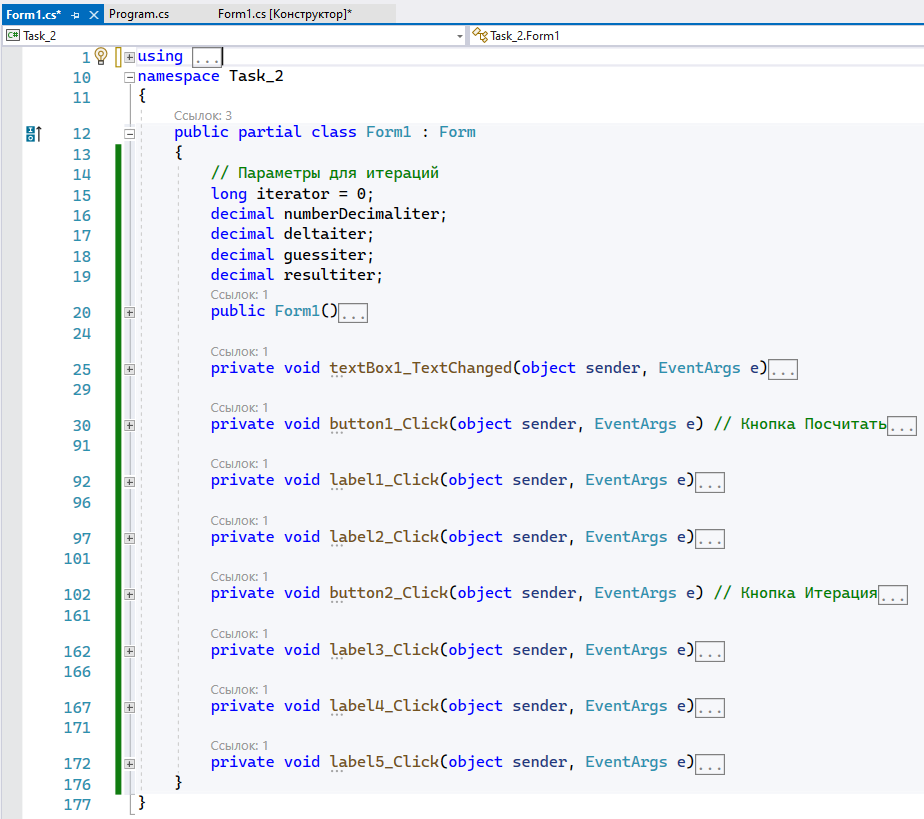 Form1.cs* Program.cs Form1.cs [Конструктор]*
C# Task_2 Task_2.Form1
1 using ...
10 namespace Task_2
11 {
Ссылок: 3
12 public partial class Form1 : Form
13 {
14 // Параметры для итераций
15 long iterator = 0;
16 decimal numberDecimaliter;
17 decimal deltaiter;
18 decimal guessiter;
19 decimal resultiter;
Ссылок: 1
20 public Form1()...
24
Ссылок: 1
25 private void textBox1_TextChanged(object sender, EventArgs e)...
29
Ссылок: 1
30 private void button1_Click(object sender, EventArgs e) // Кнопка Посчитать...
91
Ссылок: 1
92 private void label1_Click(object sender, EventArgs e)...
96
Ссылок: 1
97 private void label2_Click(object sender, EventArgs e)...
101
Ссылок: 1
102 private void button2_Click(object sender, EventArgs e) // Кнопка Итерация...
161
Ссылок: 1
162 private void label3_Click(object sender, EventArgs e)...
166
Ссылок: 1
167 private void label4_Click(object sender, EventArgs e)...
171
Ссылок: 1
172 private void label5_Click(object sender, EventArgs e)...
176 }
177 }